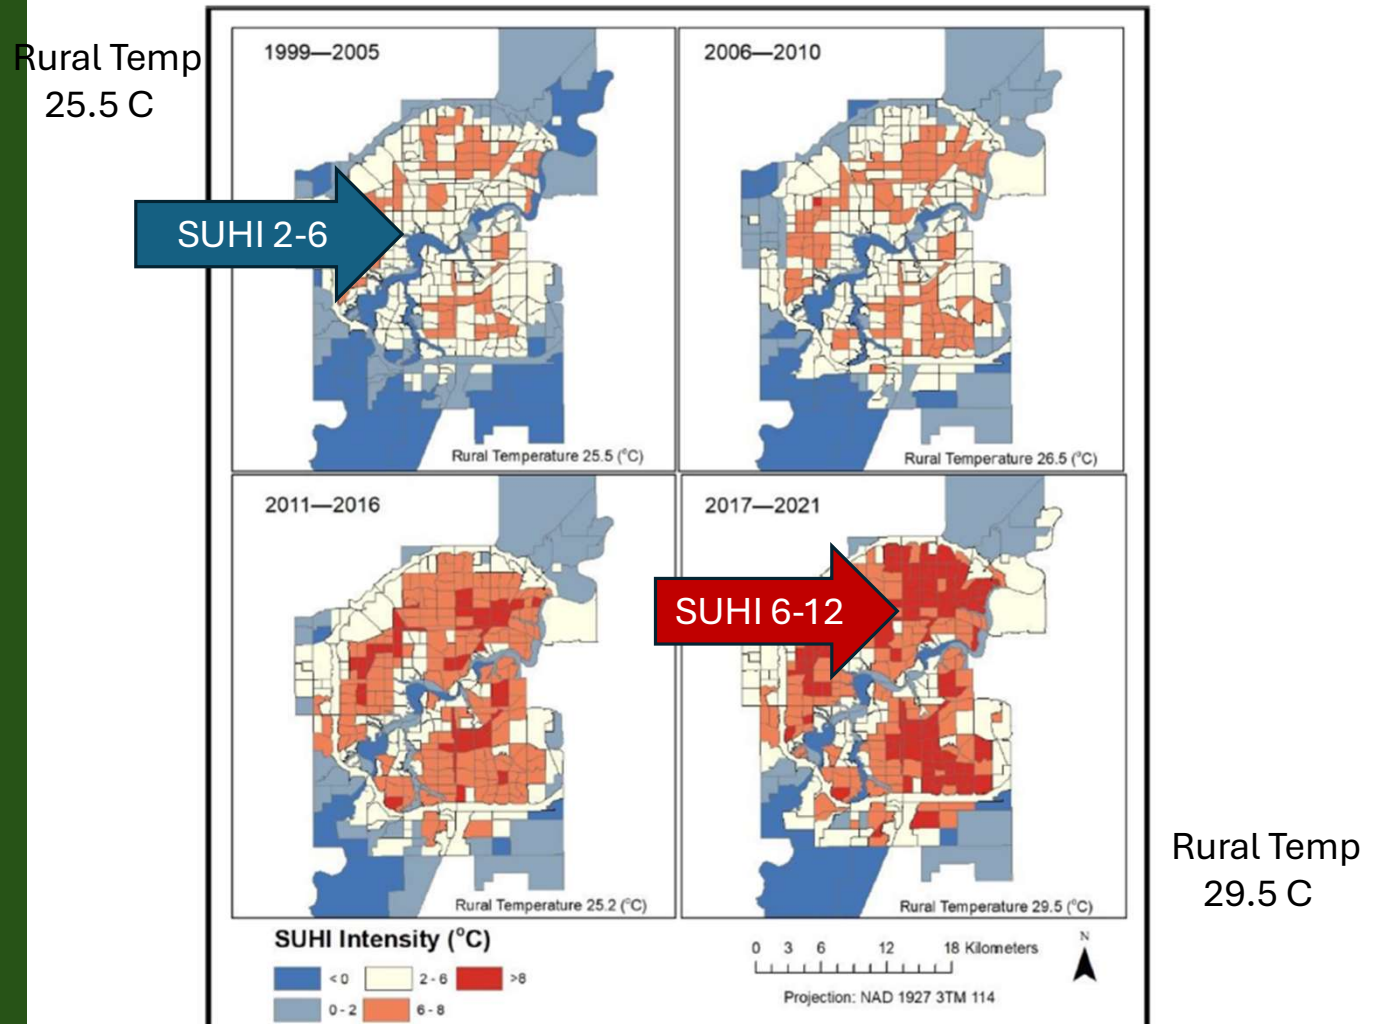 Rural Temp
25.5 C
1999—2005
2006—2010
SUHI 2-6
Rural Temperature 25.5 (°C)
Rural Temperature 26.5 (°C)
2011—2016
2017—2021
SUHI 6-12
Rural Temp
29.5 C
Rural Temperature 25.2 (°C)
Rural Temperature 29.5 (°C)
SUHI Intensity (°C)
<0
2 - 6
>8
0 - 2
6 - 8
0 3 6 12 18 Kilometers
Projection: NAD 1927 3TM 114
N